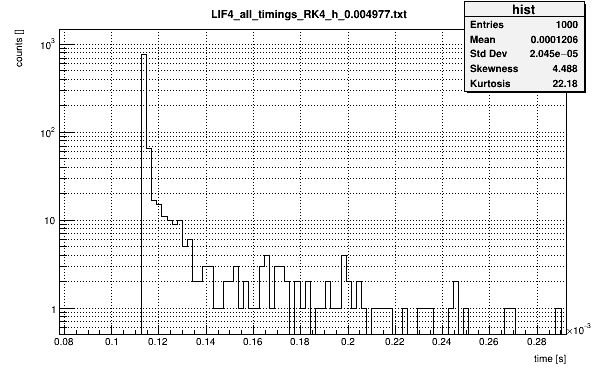 LIF4_all_timings_RK4_h_0.004977.txt
hist
Entries 1000
Mean 0.0001206
Std Dev 2.045e−05
Skewness 4.488
Kurtosis 22.18
counts []
10³
10²
10
1
0.08 0.1 0.12 0.14 0.16 0.18 0.2 0.22 0.24 0.26 0.28
×10⁻³
time [s]